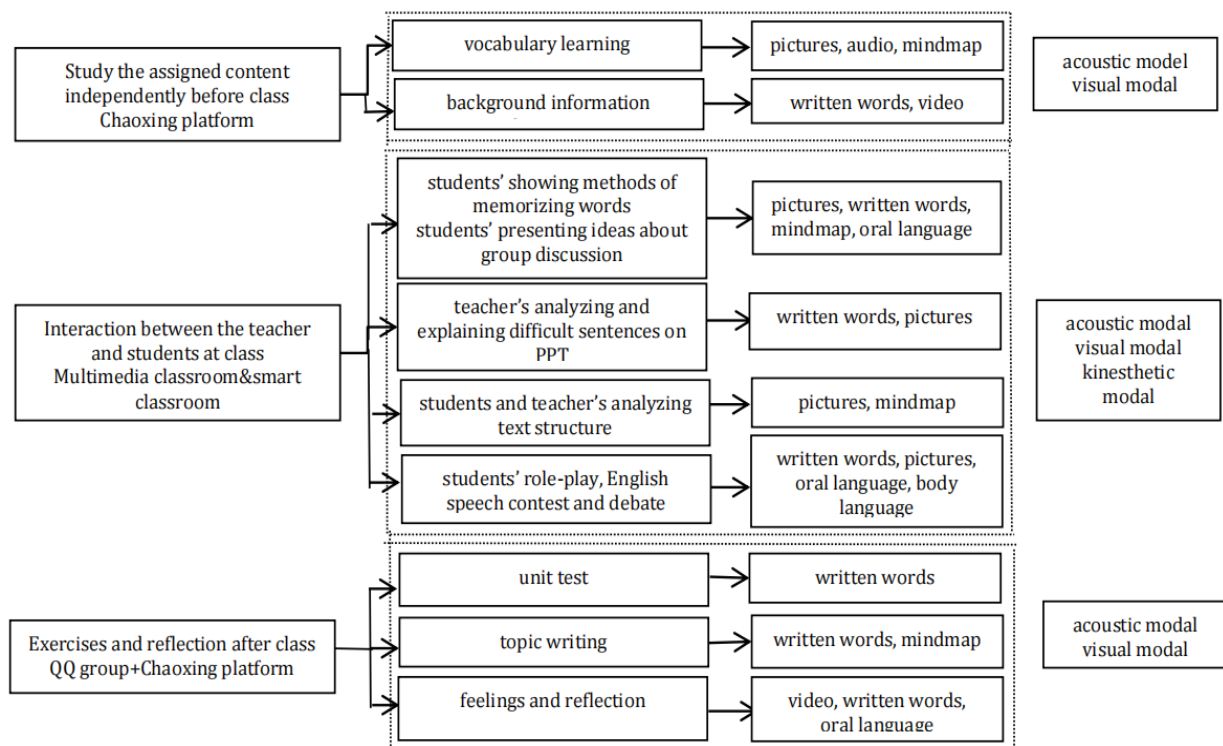 Study the assigned content
independently before class
Chaoxing platform
vocabulary learning
pictures, audio, mindmap
background information
written words, video
acoustic model
visual modal
Interaction between the teacher
and students at class
Multimedia classroom&smart
classroom
students’ showing methods of
memorizing words
students’ presenting ideas about
group discussion
pictures, written words,
mindmap, oral language
teacher’s analyzing and
explaining difficult sentences on
PPT
written words, pictures
students and teacher’s analyzing
text structure
pictures, mindmap
students’ role-play, English
speech contest and debate
written words, pictures,
oral language, body
language
acoustic modal
visual modal
kinesthetic
modal
Exercises and reflection after class
QQ group+Chaoxing platform
unit test
written words
topic writing
written words, mindmap
feelings and reflection
video, written words,
oral language
acoustic modal
visual modal